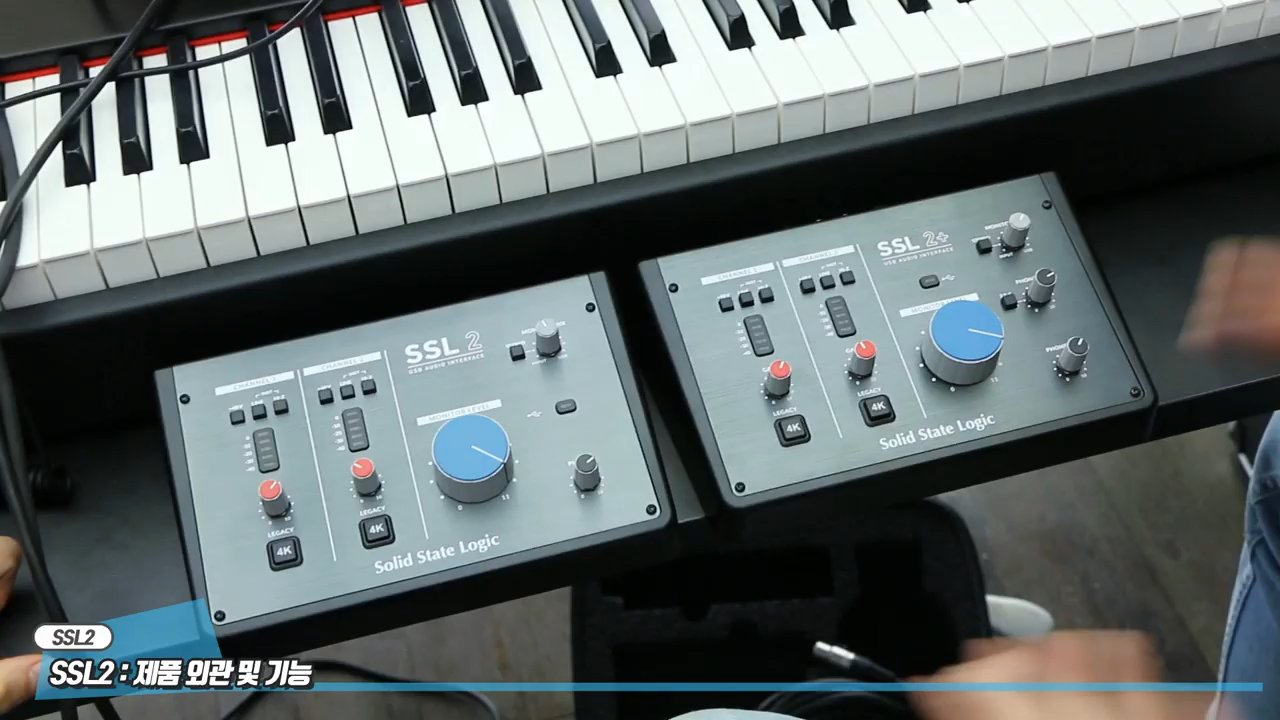 CHANNEL 1
CHANNEL 2
SSL 2
USB AUDIO INTERFACE
MONITOR LEVEL
LEGACY
4K
LEGACY
4K
Solid State Logic
CHANNEL 1
CHANNEL 2
SSL 2+
USB AUDIO INTERFACE
LEGACY
4K
LEGACY
4K
Solid State Logic
SSL2
SSL2 : 제품 외관 및 기능